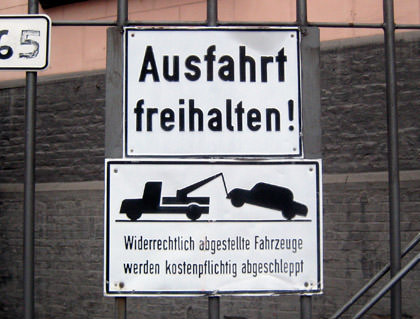 65
Ausfahrt
freihalten!
Widerrechtlich abgestellte Fahrzeuge
werden kostenpflichtig abgeschleppt